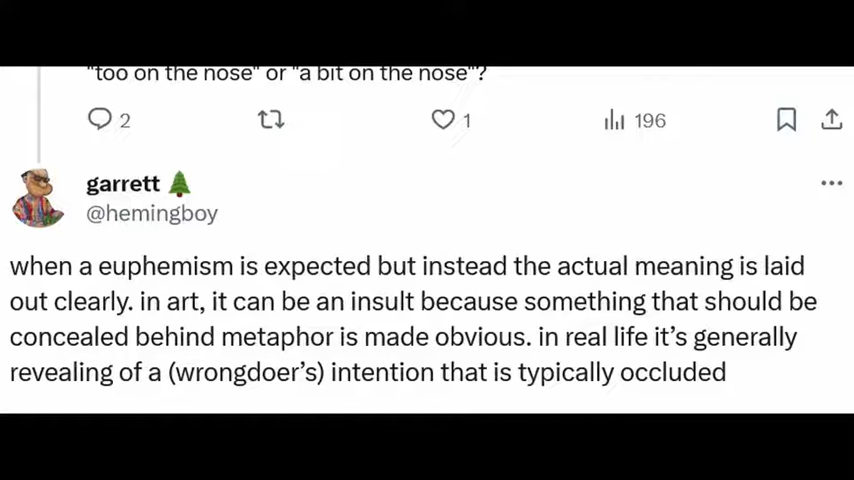 "too on the nose" or "a bit on the nose"?
2 1 196
garrett 🌲
@hemingboy
when a euphemism is expected but instead the actual meaning is laid
out clearly. in art, it can be an insult because something that should be
concealed behind metaphor is made obvious. in real life it’s generally
revealing of a (wrongdoer’s) intention that is typically occluded